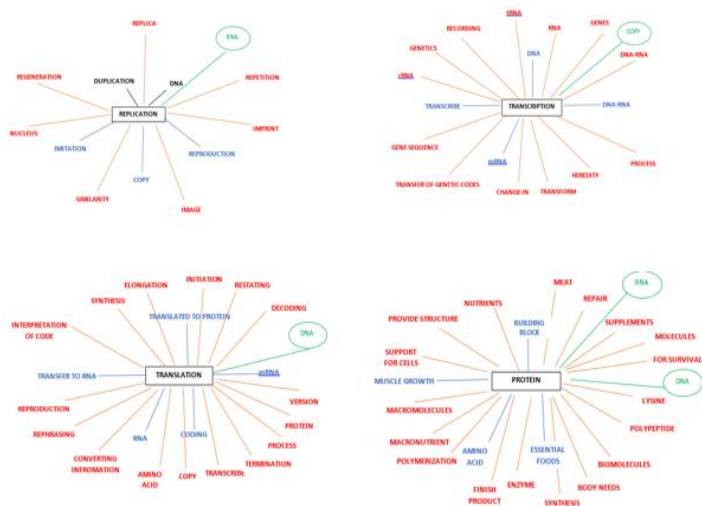 REPLICA
RNA
REGENERATION
DUPLICATION
DNA
REPETITION
REPLICATION
NUCLEUS
IMITATION
REPRODUCTION
IMPRINT
COPY
SIMILARITY
IMAGE
tRNA
RECORDING
RNA
GENES
COPY
GENETICS
DNA
DNA-RNA
rRNA
TRANSCRIBE
TRANSCRIPTION
DNA-RNA
GENE SEQUENCE
mRNA
PROCESS
TRANSFER OF GENETIC CODES
CHANGE IN
TRANSFORM
HEREDITY
INITIATION
ELONGATION
RESTATING
SYNTHESIS
DECODING
TRANSLATED TO PROTEIN
INTERPRETATION
OF CODE
DNA
TRANSFER TO RNA
TRANSLATION
mRNA
REPRODUCTION
VERSION
REPHRASING
RNA
CODING
PROTEIN
PROCESS
CONVERTING
INFROMATION
AMINO
ACID
COPY
TRANSCRIBE
TERMINATION
MEAT
RNA
NUTRIENTS
REPAIR
PROVIDE STRUCTURE
BUILDING
BLOCK
SUPPLEMENTS
MOLECULES
SUPPORT
FOR CELLS
FOR SURVIVAL
MUSCLE GROWTH
PROTEIN
DNA
MACROMOLECULES
LYSINE
MACRONUTRIENT
POLYPEPTIDE
POLYMERIZATION
AMINO
ACID
ESSENTIAL
FOODS
BIOMOLECULES
FINISH
PRODUCT
ENZYME
SYNTHESIS
BODY NEEDS